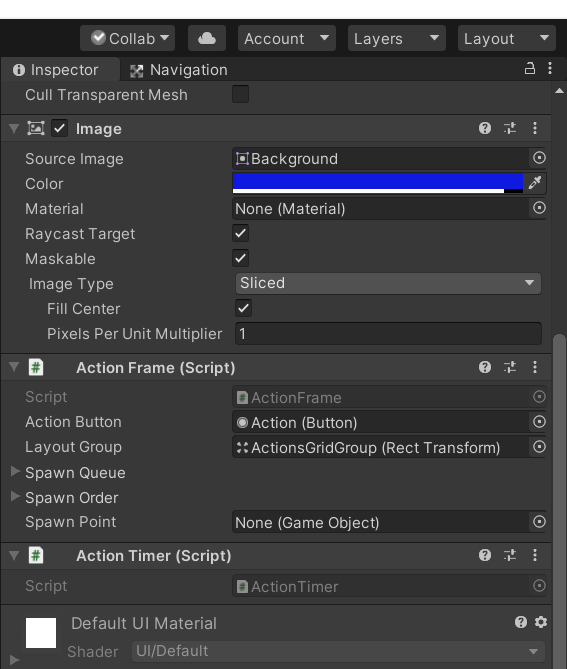 Collab Account Layers Layout
Inspector Navigation
Cull Transparent Mesh
Image
Source Image Background
Color
Material None (Material)
Raycast Target
Maskable
Image Type Sliced
Fill Center
Pixels Per Unit Multiplier 1
Action Frame (Script)
Script ActionFrame
Action Button Action (Button)
Layout Group ActionsGridGroup (Rect Transform)
Spawn Queue
Spawn Order
Spawn Point None (Game Object)
Action Timer (Script)
Script ActionTimer
Default UI Material
Shader UI/Default